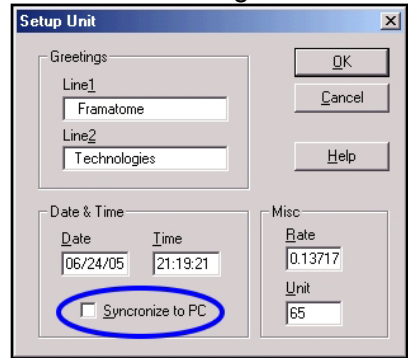 Setup Unit
Greetings
Line1
Framatome
Line2
Technologies
OK
Cancel
Help
Date & Time
Date Time
06/24/05 21:19:21
Syncronize to PC
Misc
Rate
0.13717
Unit
65